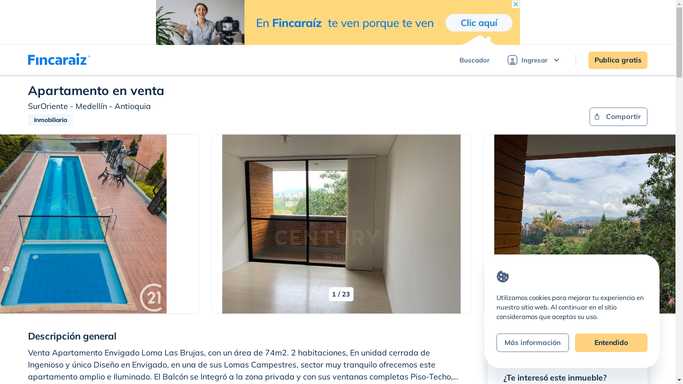 En Fincaraíz te ven porque te ven
Clic aquí
Fincaraíz
Buscador
Ingresar
Publica gratis
Apartamento en venta
SurOriente - Medellín - Antioquia
Inmobiliaria
Compartir
CENTURY
C21
1 / 23
Utilizamos cookies para mejorar tu experiencia en
nuestro sitio web. Al continuar en el sitio
consideramos que aceptas su uso.
Más información
Entendido
Descripción general
Venta Apartamento Envigado Loma Las Brujas, con un área de 74m2. 2 habitaciones, En unidad cerrada de
Ingenioso y único Diseño en Envigado, en una de sus Lomas Campestres, sector muy tranquilo ofrecemos este
apartamento amplio e Iluminado. El Balcón se Integró a la zona privada y con sus ventanas completas Piso-Techo,...
¿Te interesó este inmueble?